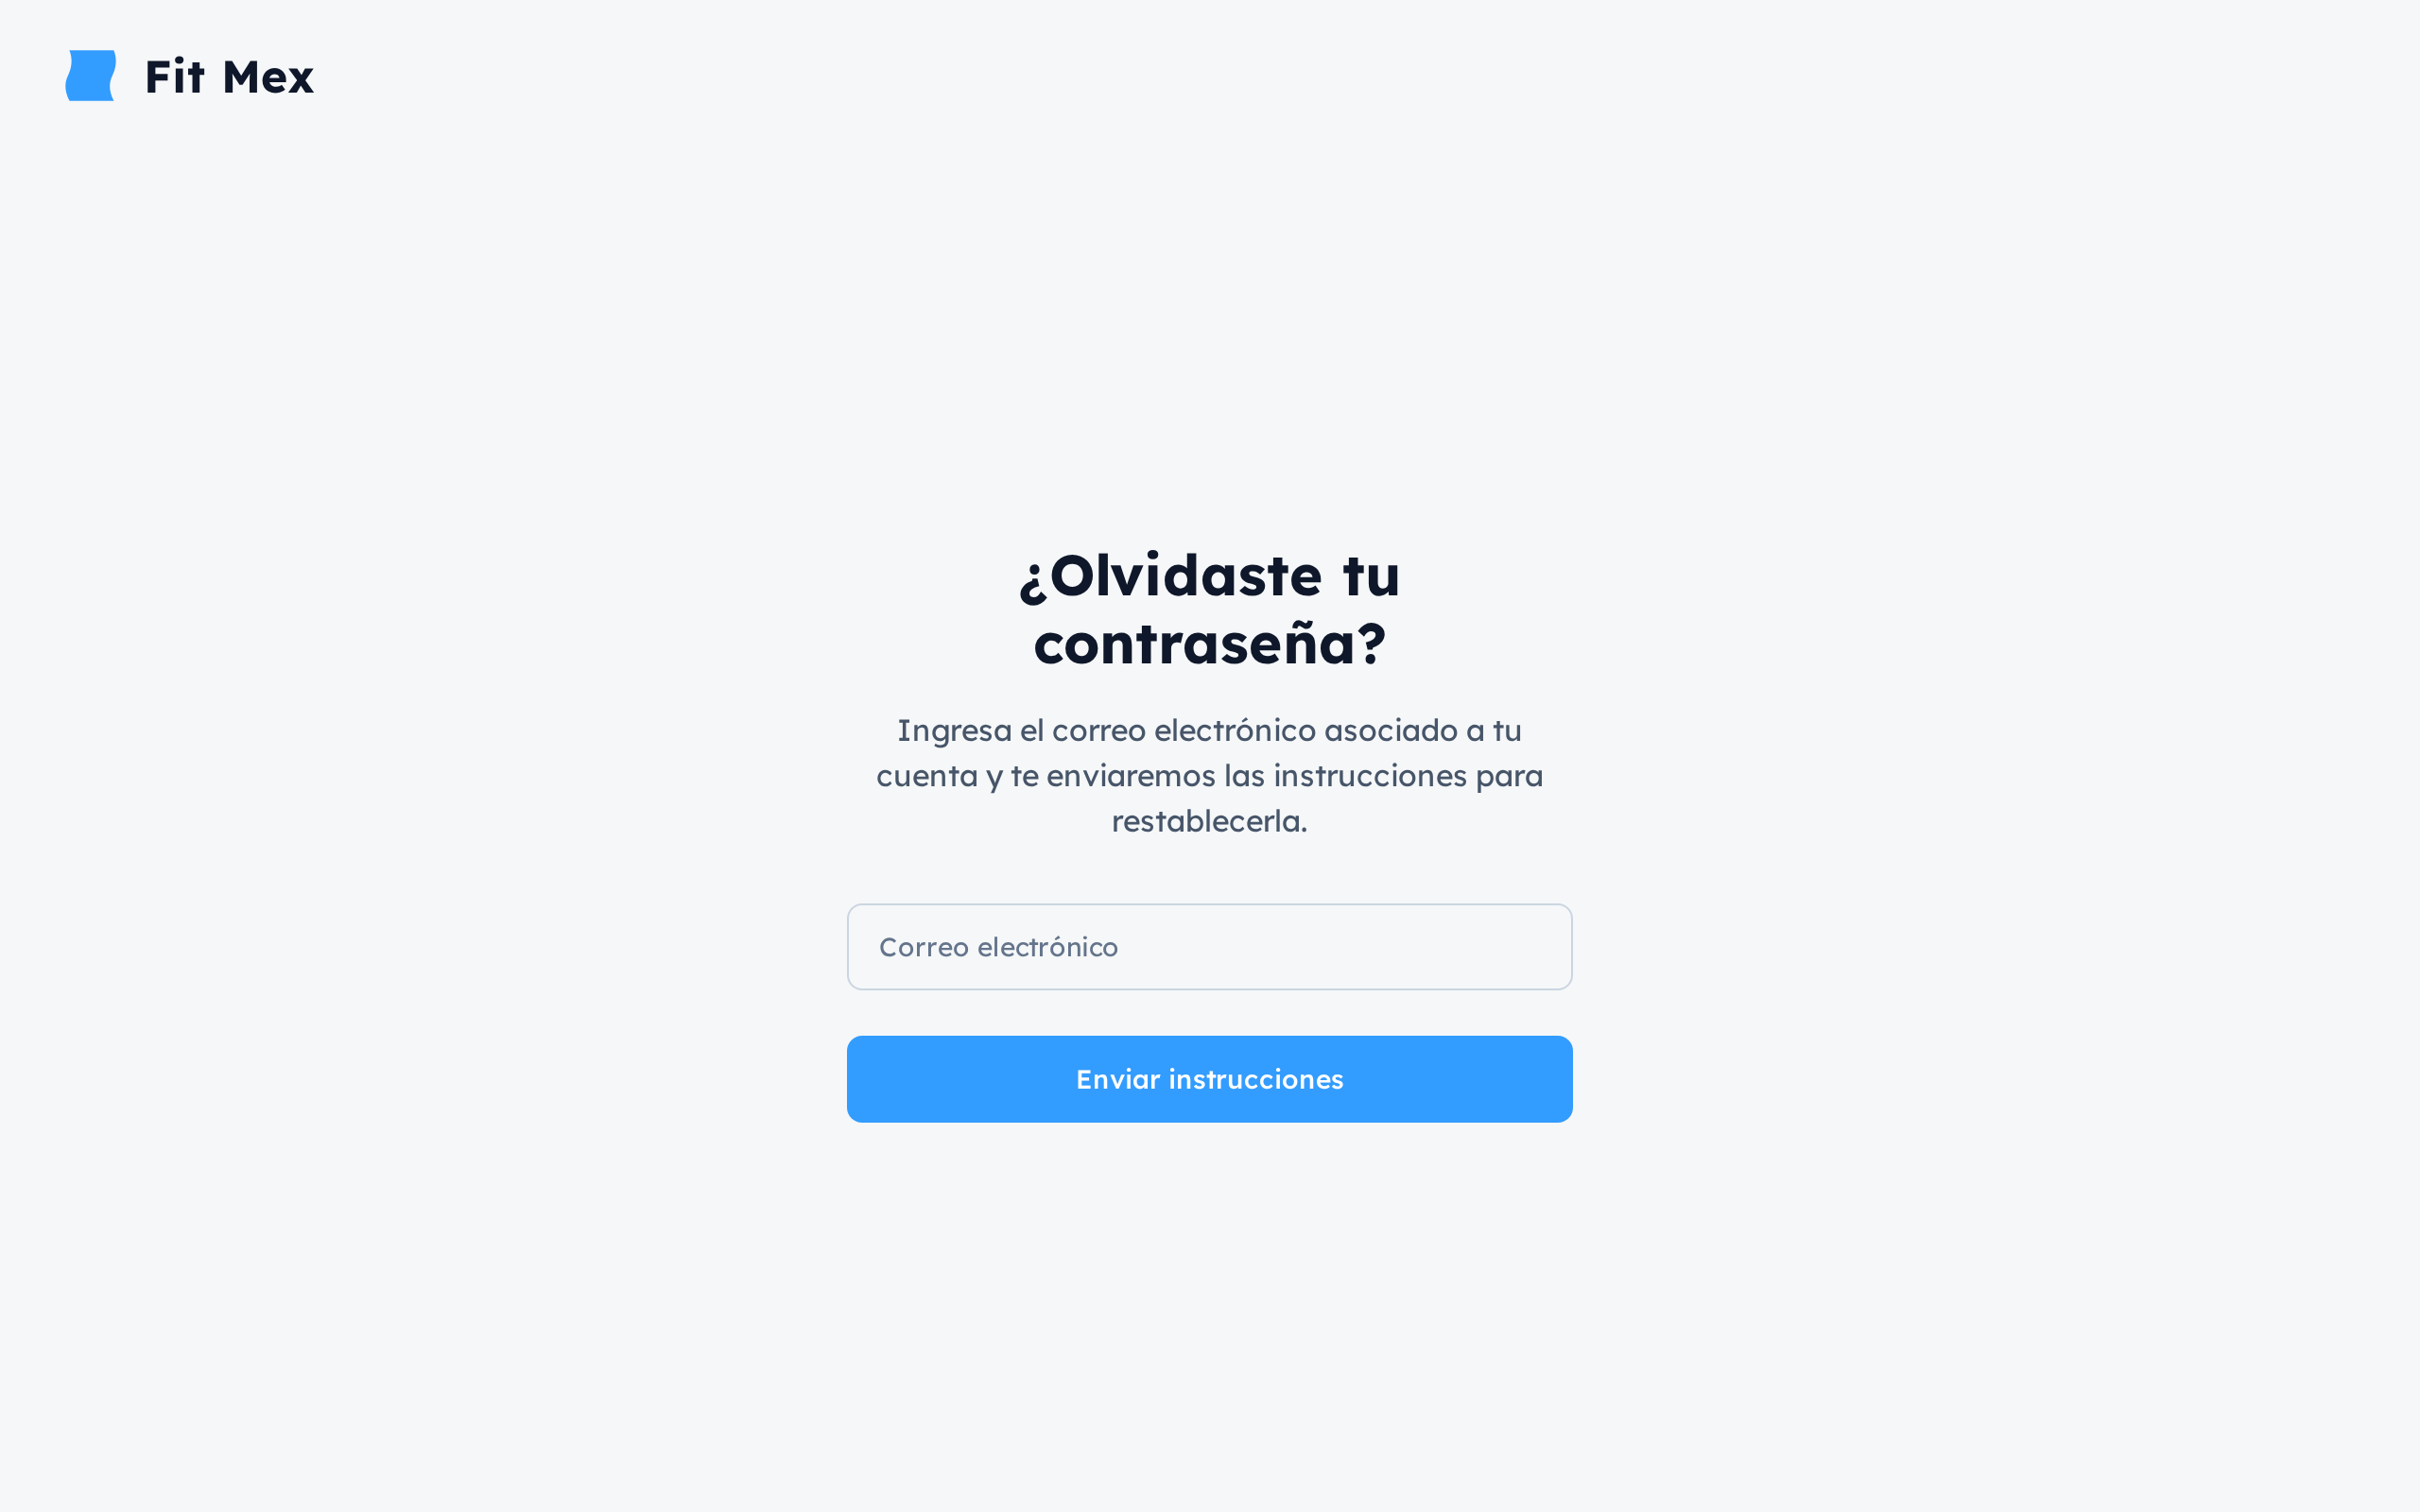 Fit Mex
¿Olvidaste tu
contraseña?
Ingresa el correo electrónico asociado a tu
cuenta y te enviaremos las instrucciones para
restablecerla.
Correo electrónico
Enviar instrucciones